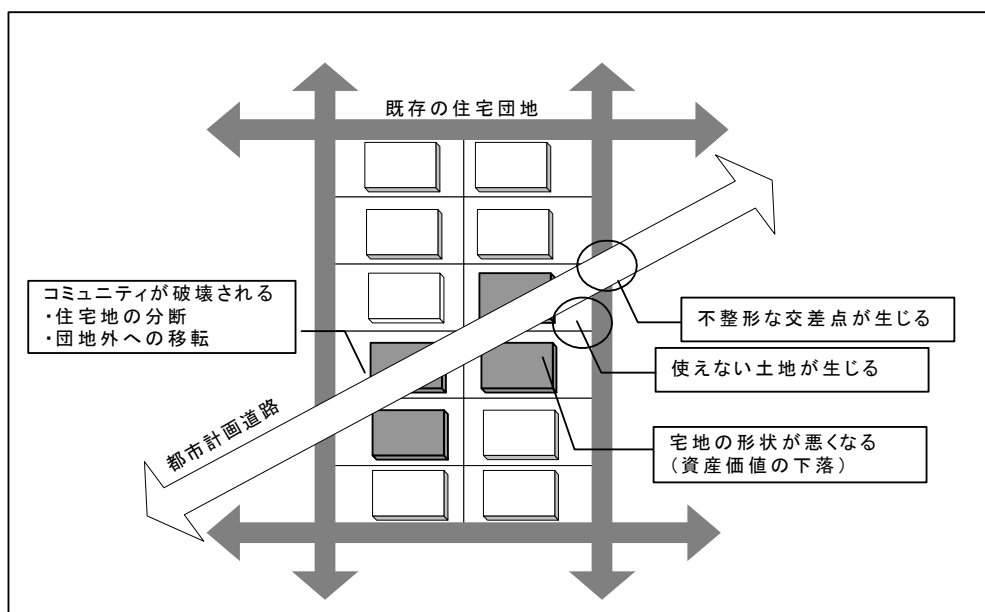 既存の住宅団地
コミュニティが破壊される
・住宅地の分断
・団地外への移転
不整形な交差点が生じる
使えない土地が生じる
宅地の形状が悪くなる
（資産価値の下落）
都市計画道路